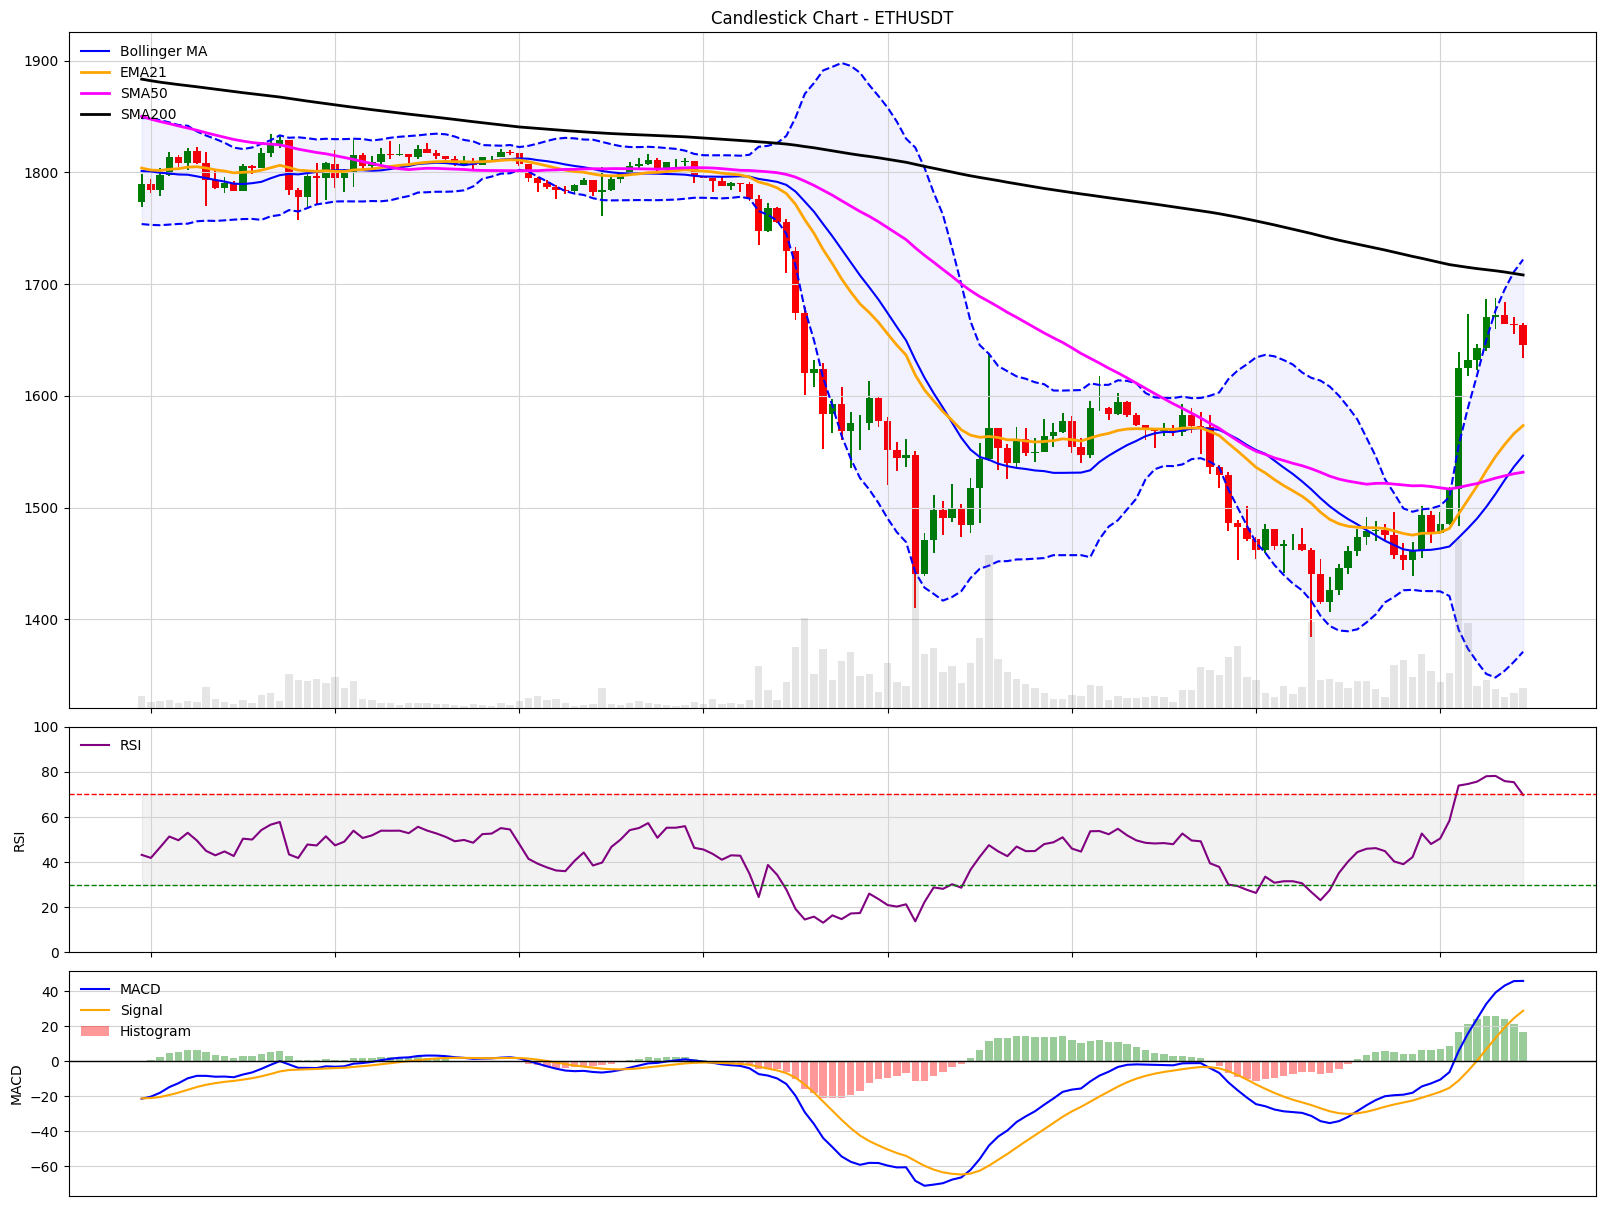 Candlestick Chart - ETHUSDT
Bollinger MA
EMA21
SMA50
SMA200
1900
1800
1700
1600
1500
1400
RSI
100
80
60
40
20
0
RSI
MACD
Signal
Histogram
40
20
0
−20
−40
−60
MACD